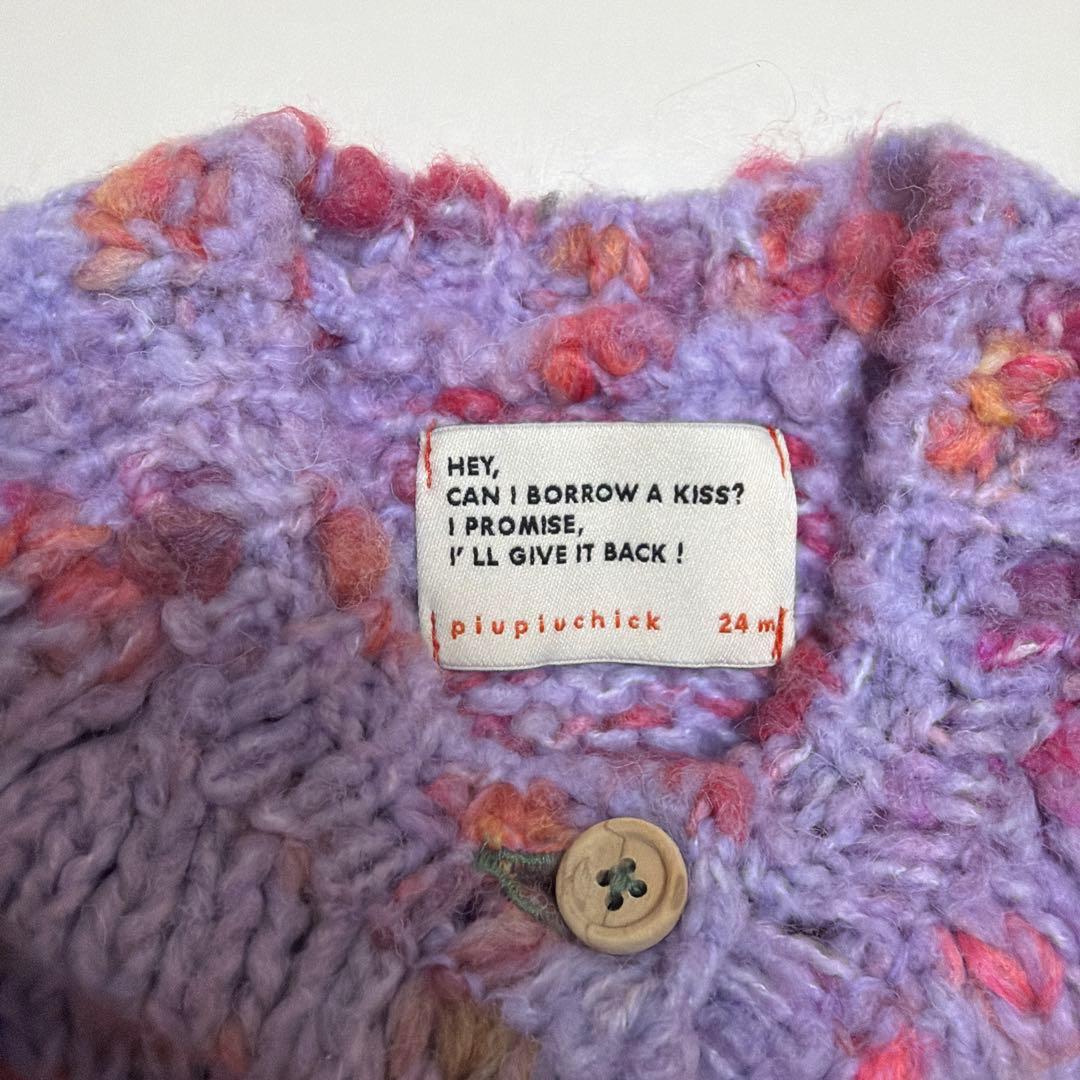 HEY,
CAN I BORROW A KISS?
I PROMISE,
I' LL GIVE IT BACK !
piupiuchick 24 m